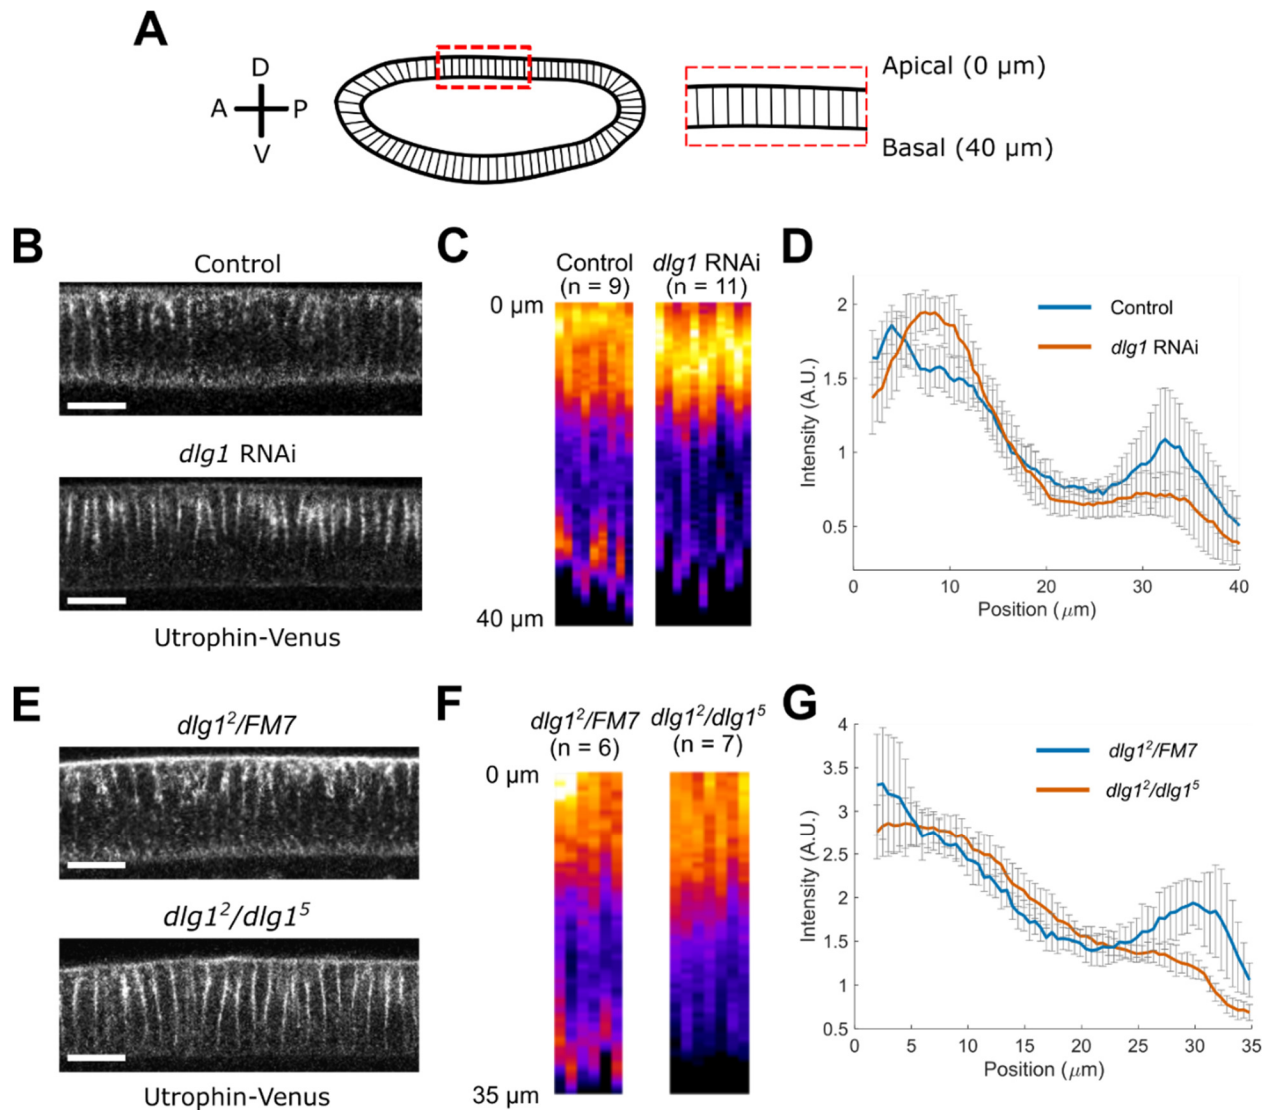 A
D
A
P
V
Apical (0 µm)
Basal (40 µm)
B
Control
dlg1 RNAi
Utrophin-Venus
C
Control
(n = 9)
dlg1 RNAi
(n = 11)
0 µm
40 µm
D
Control
dlg1 RNAi
2
1.5
1
0.5
Intensity (A.U.)
0
10
20
30
40
Position (µm)
E
dlg1²/FM7
dlg1²/dlg1⁵
Utrophin-Venus
F
dlg1²/FM7
(n = 6)
dlg1²/dlg1⁵
(n = 7)
0 µm
35 µm
G
dlg1²/FM7
dlg1²/dlg1⁵
4
3.5
3
2.5
2
1.5
1
0.5
Intensity (A.U.)
0
5
10
15
20
25
30
35
Position (µm)